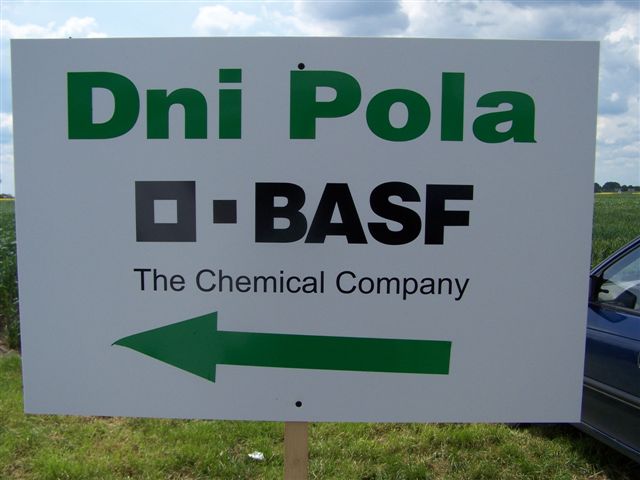 Dni Pola
BASF
The Chemical Company